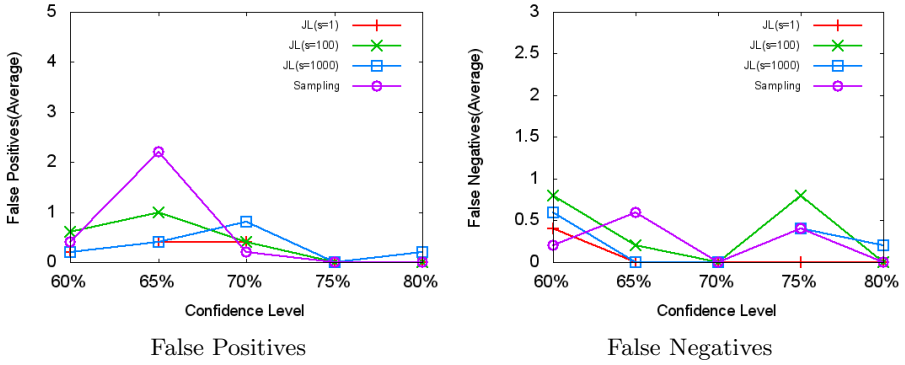 False Positives(Average)
5
4
3
2
1
0
JL(s=1)
JL(s=100)
JL(s=1000)
Sampling
60% 65% 70% 75% 80%
Confidence Level
False Positives
False Negatives(Average)
3
2.5
2
1.5
1
0.5
0
JL(s=1)
JL(s=100)
JL(s=1000)
Sampling
60% 65% 70% 75% 80%
Confidence Level
False Negatives